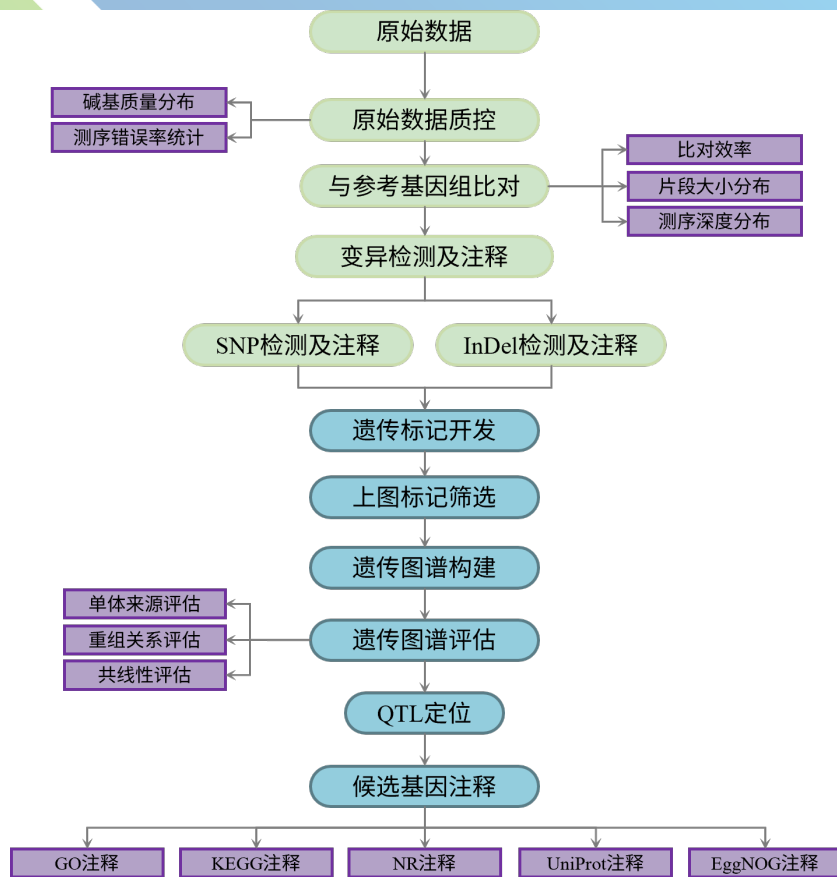 原始数据
碱基质量分布
测序错误率统计
原始数据质控
与参考基因组比对
比对效率
片段大小分布
测序深度分布
变异检测及注释
SNP检测及注释
InDel检测及注释
遗传标记开发
上图标记筛选
遗传图谱构建
单体来源评估
重组关系评估
共线性评估
遗传图谱评估
QTL定位
候选基因注释
GO注释
KEGG注释
NR注释
UniProt注释
EggNOG注释